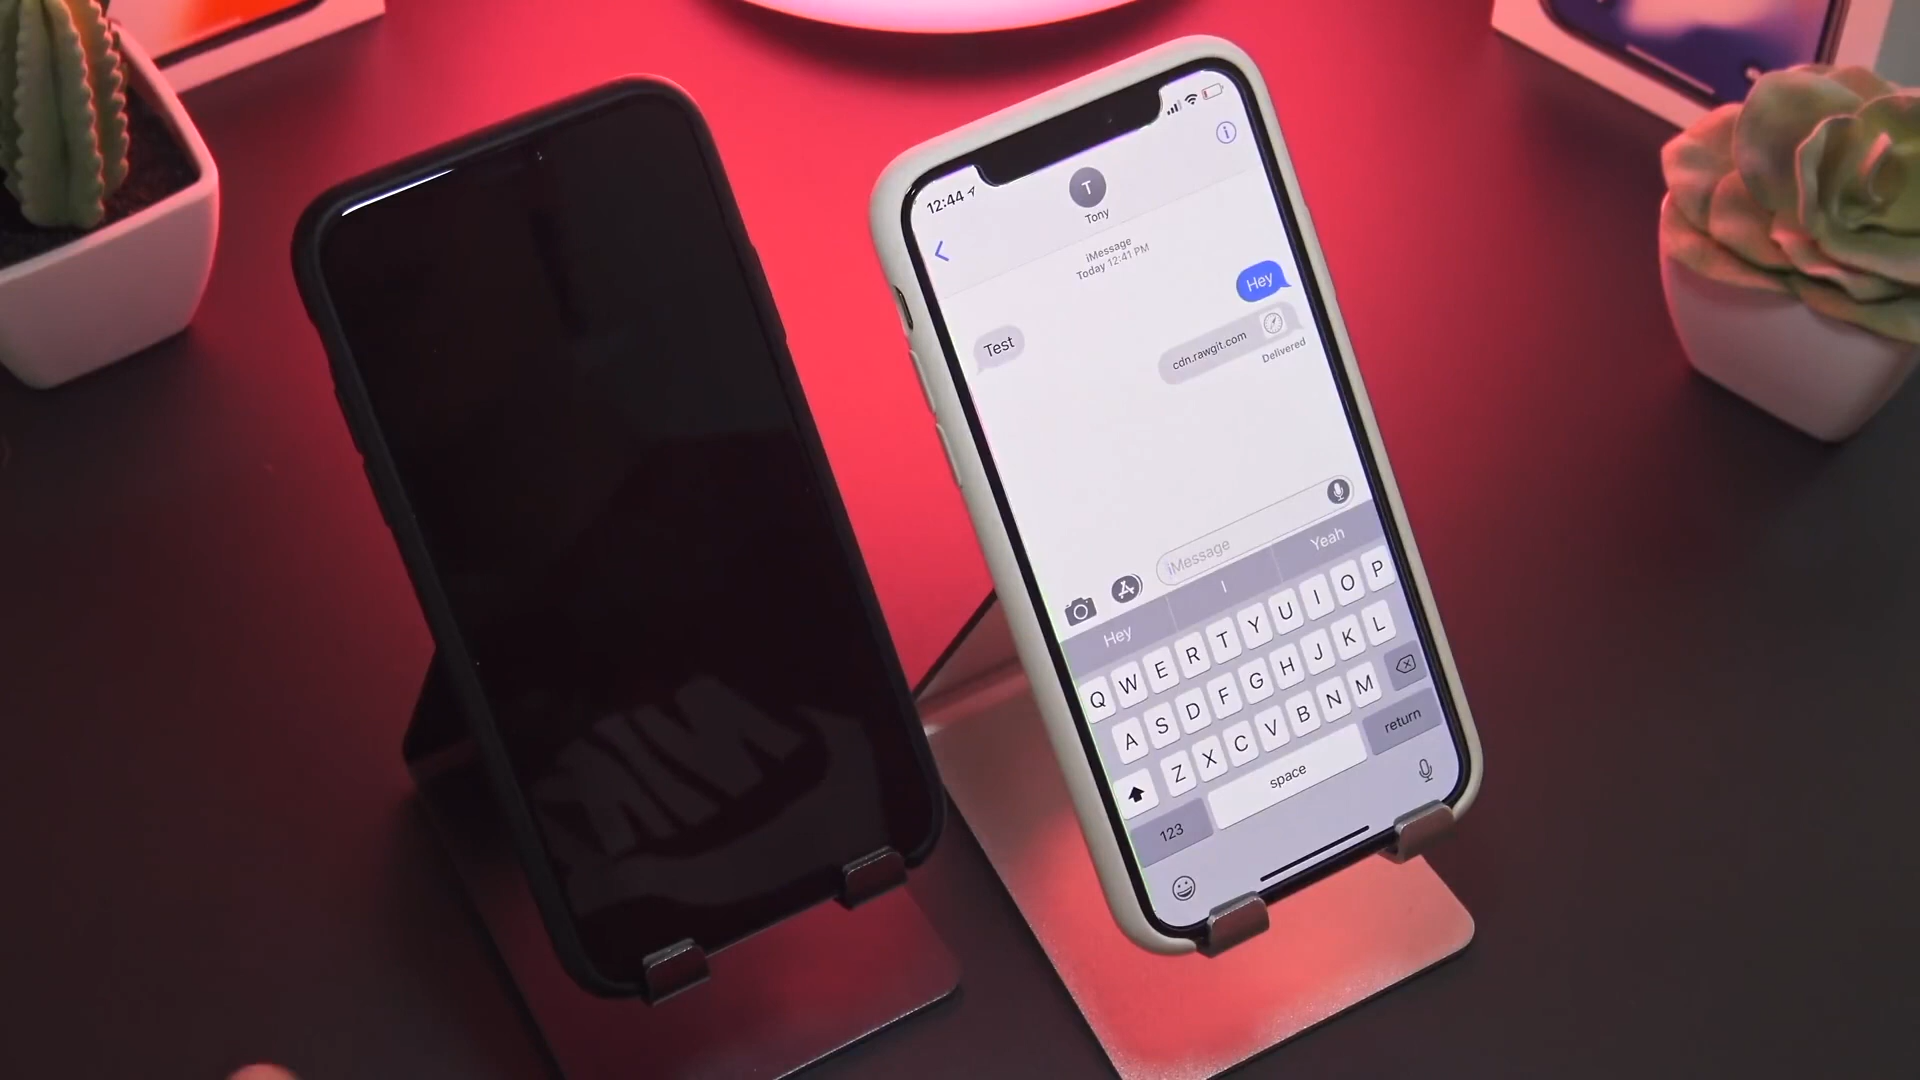 12:44
T
Tony
iMessage
Today 12:41 PM
Hey
Test
cdn.rawgit.com
Delivered
iMessage
Hey
I
Yeah
Q W E R T Y U I O P
A S D F G H J K L
Z X C V B N M
123
space
return
NIK